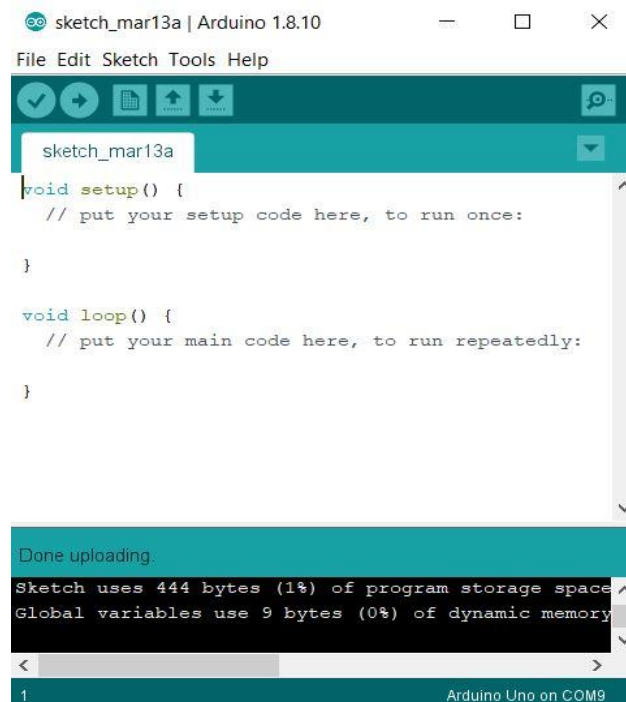 sketch_mar13a | Arduino 1.8.10
File Edit Sketch Tools Help
sketch_mar13a
void setup() {
  // put your setup code here, to run once:
}
void loop() {
  // put your main code here, to run repeatedly:
}
Done uploading.
Sketch uses 444 bytes (1%) of program storage space
Global variables use 9 bytes (0%) of dynamic memory
1 Arduino Uno on COM9